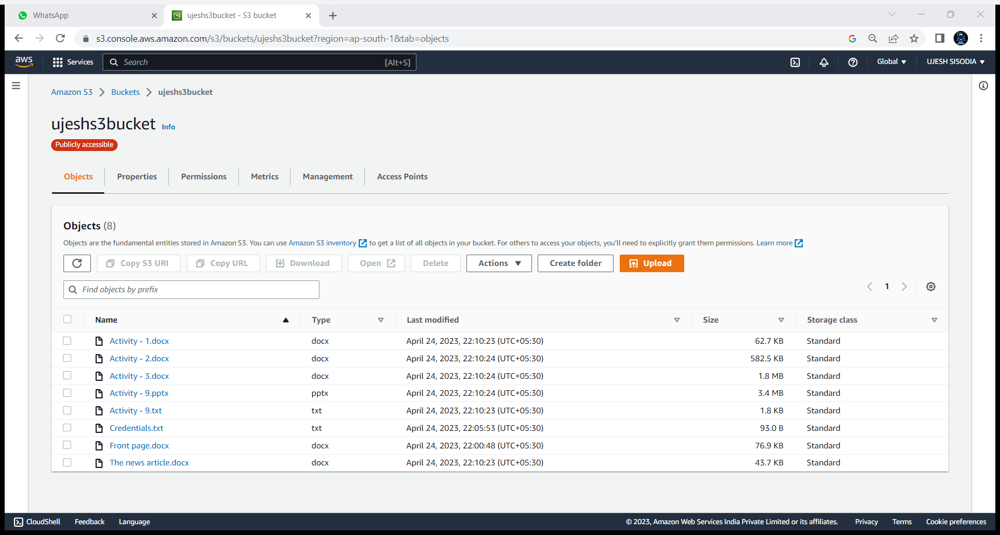 WhatsApp
ujeshs3bucket - S3 bucket
s3.console.aws.amazon.com/s3/buckets/ujeshs3bucket?region=ap-south-1&tab=objects
aws
Services
Search
[Alt+S]
Global
UJESH SISODIA
Amazon S3
Buckets
ujeshs3bucket
ujeshs3bucket Info
Publicly accessible
Objects
Properties
Permissions
Metrics
Management
Access Points
Objects (8)
Objects are the fundamental entities stored in Amazon S3. You can use Amazon S3 inventory to get a list of all objects in your bucket. For others to access your objects, you'll need to explicitly grant them permissions. Learn more
Copy S3 URI
Copy URL
Download
Open
Delete
Actions
Create folder
Upload
Find objects by prefix
1
Name Type Last modified Size Storage class
Activity - 1.docx docx April 24, 2023, 22:10:23 (UTC+05:30) 62.7 KB Standard
Activity - 2.docx docx April 24, 2023, 22:10:24 (UTC+05:30) 582.5 KB Standard
Activity - 3.docx docx April 24, 2023, 22:10:24 (UTC+05:30) 1.8 MB Standard
Activity - 9.pptx pptx April 24, 2023, 22:10:24 (UTC+05:30) 3.4 MB Standard
Activity - 9.txt txt April 24, 2023, 22:10:23 (UTC+05:30) 1.8 KB Standard
Credentials.txt txt April 24, 2023, 22:05:53 (UTC+05:30) 93.0 B Standard
Front page.docx docx April 24, 2023, 22:00:48 (UTC+05:30) 76.9 KB Standard
The news article.docx docx April 24, 2023, 22:10:23 (UTC+05:30) 43.7 KB Standard
CloudShell
Feedback
Language
© 2023, Amazon Web Services India Private Limited or its affiliates.
Privacy
Terms
Cookie preferences